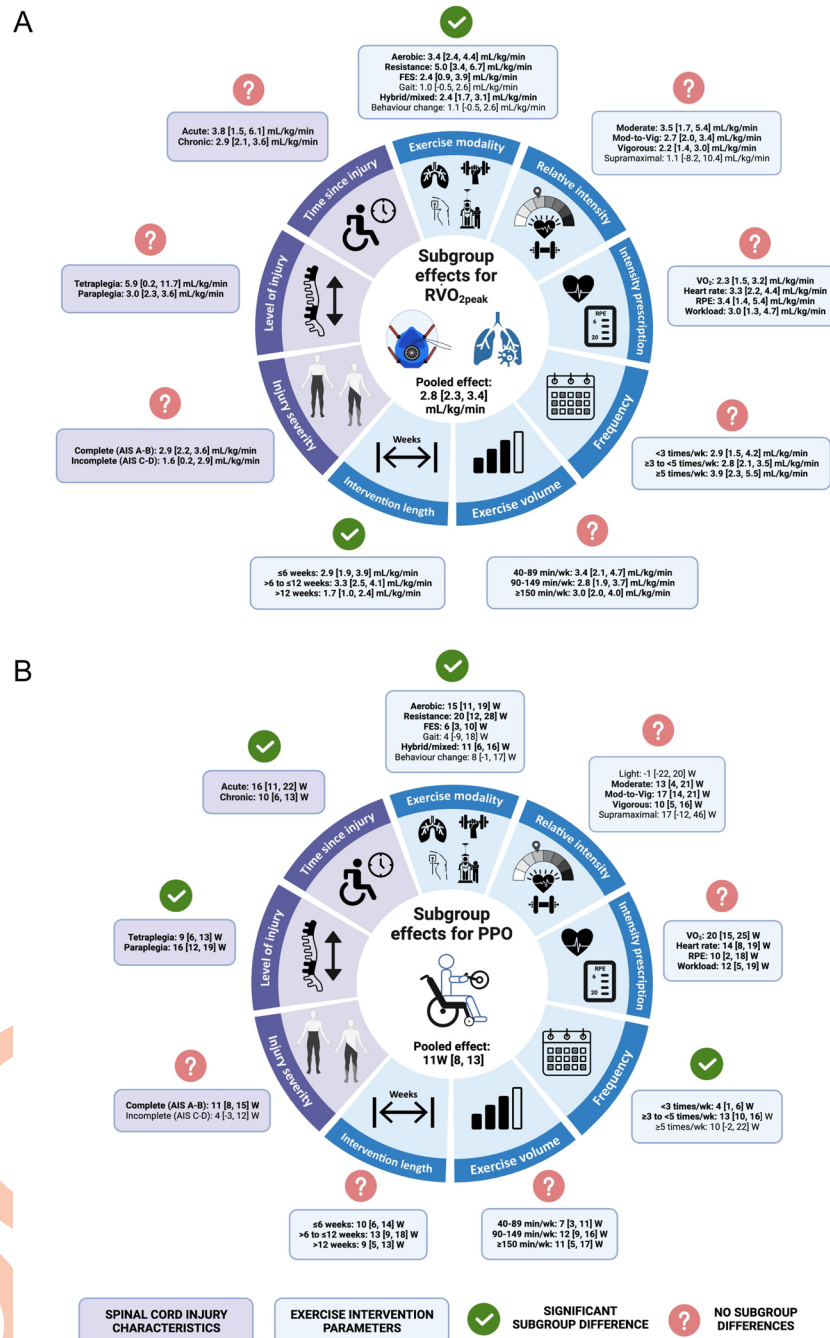 A
Aerobic: 3.4 [2.4, 4.4] mL/kg/min
Resistance: 5.0 [3.4, 6.7] mL/kg/min
FES: 2.4 [0.9, 3.9] mL/kg/min
Gait: 1.0 [-0.5, 2.6] mL/kg/min
Hybrid/mixed: 2.4 [1.7, 3.1] mL/kg/min
Behaviour change: 1.1 [-0.5, 2.6] mL/kg/min
Acute: 3.8 [1.5, 6.1] mL/kg/min
Chronic: 2.9 [2.1, 3.6] mL/kg/min
Moderate: 3.5 [1.7, 5.4] mL/kg/min
Mod-to-Vig: 2.7 [2.0, 3.4] mL/kg/min
Vigorous: 2.2 [1.4, 3.0] mL/kg/min
Supramaximal: 1.1 [-8.2, 10.4] mL/kg/min
Tetraplegia: 5.9 [0.2, 11.7] mL/kg/min
Paraplegia: 3.0 [2.3, 3.6] mL/kg/min
VO₂: 2.3 [1.5, 3.2] mL/kg/min
Heart rate: 3.3 [2.2, 4.4] mL/kg/min
RPE: 3.4 [1.4, 5.4] mL/kg/min
Workload: 3.0 [1.3, 4.7] mL/kg/min
Complete (AIS A-B): 2.9 [2.2, 3.6] mL/kg/min
Incomplete (AIS C-D): 1.6 [0.2, 2.9] mL/kg/min
<3 times/wk: 2.9 [1.5, 4.2] mL/kg/min
≥3 to <5 times/wk: 2.8 [2.1, 3.5] mL/kg/min
≥5 times/wk: 3.9 [2.3, 5.5] mL/kg/min
≤6 weeks: 2.9 [1.9, 3.9] mL/kg/min
>6 to ≤12 weeks: 3.3 [2.5, 4.1] mL/kg/min
>12 weeks: 1.7 [1.0, 2.4] mL/kg/min
40-89 min/wk: 3.4 [2.1, 4.7] mL/kg/min
90-149 min/wk: 2.8 [1.9, 3.7] mL/kg/min
≥150 min/wk: 3.0 [2.0, 4.0] mL/kg/min
Exercise modality
Relative intensity
Intensity prescription
Frequency
Exercise volume
Intervention length
Injury severity
Level of injury
Time since injury
RPE
6
20
Weeks
Subgroup
effects for
RV̇O₂peak
Pooled effect:
2.8 [2.3, 3.4]
mL/kg/min
B
Aerobic: 15 [11, 19] W
Resistance: 20 [12, 28] W
FES: 6 [3, 10] W
Gait: 4 [-9, 18] W
Hybrid/mixed: 11 [6, 16] W
Behaviour change: 8 [-1, 17] W
Acute: 16 [11, 22] W
Chronic: 10 [6, 13] W
Light: -1 [-22, 20] W
Moderate: 13 [4, 21] W
Mod-to-Vig: 17 [14, 21] W
Vigorous: 10 [5, 16] W
Supramaximal: 17 [-12, 46] W
Tetraplegia: 9 [6, 13] W
Paraplegia: 16 [12, 19] W
VO₂: 20 [15, 25] W
Heart rate: 14 [8, 19] W
RPE: 10 [2, 18] W
Workload: 12 [5, 19] W
Complete (AIS A-B): 11 [8, 15] W
Incomplete (AIS C-D): 4 [-3, 12] W
<3 times/wk: 4 [1, 6] W
≥3 to <5 times/wk: 13 [10, 16] W
≥5 times/wk: 10 [-2, 22] W
≤6 weeks: 10 [6, 14] W
>6 to ≤12 weeks: 13 [9, 18] W
>12 weeks: 9 [5, 13] W
40-89 min/wk: 7 [3, 11] W
90-149 min/wk: 12 [9, 16] W
≥150 min/wk: 11 [5, 17] W
Exercise modality
Relative intensity
Intensity prescription
Frequency
Exercise volume
Intervention length
Injury severity
Level of injury
Time since injury
RPE
6
20
Weeks
Subgroup
effects for PPO
Pooled effect:
11W [8, 13]
SPINAL CORD INJURY
CHARACTERISTICS
EXERCISE INTERVENTION
PARAMETERS
SIGNIFICANT
SUBGROUP DIFFERENCE
NO SUBGROUP
DIFFERENCES